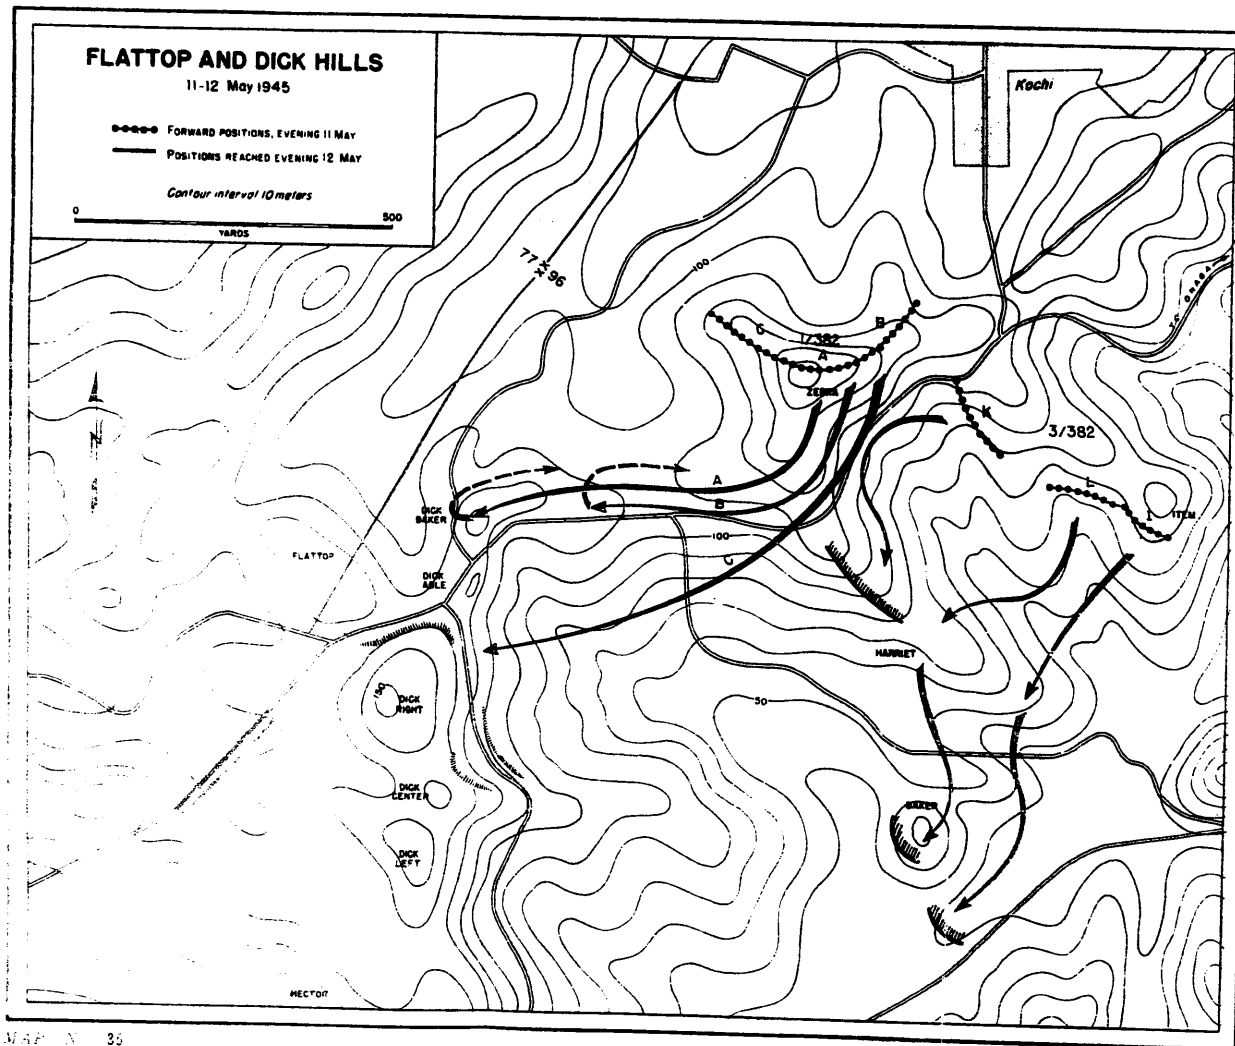 FLATTOP AND DICK HILLS
11-12 May 1945
FORWARD POSITIONS, EVENING 11 MAY
POSITIONS REACHED EVENING 12 MAY
Contour interval 10 meters
0 500
YARDS
Kochi
77 X 96
X
100
C
B
1/382
A
ZEBRA
K
3/382
L
I
ITEM
A
B
DICK
BAKER
100
FLATTOP
C
DICK
ABLE
HARRIET
150
DICK
RIGHT
50
DICK
CENTER
BAKER
DICK
LEFT
HECTOR
35